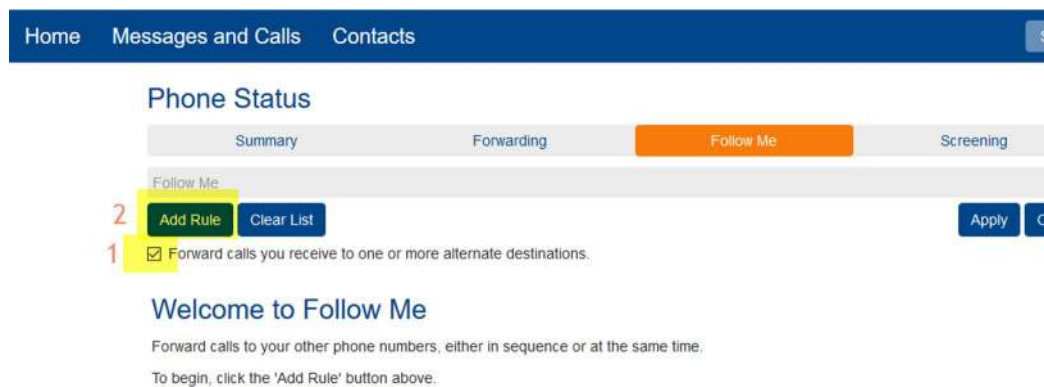 Home Messages and Calls Contacts
Phone Status
Summary Forwarding Follow Me Screening
Follow Me
2 Add Rule Clear List Apply
1 Forward calls you receive to one or more alternate destinations.
Welcome to Follow Me
Forward calls to your other phone numbers, either in sequence or at the same time.
To begin, click the 'Add Rule' button above.